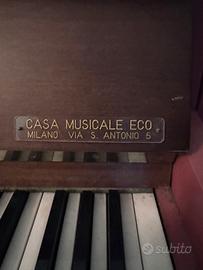 CASA MUSICALE ECO
MILANO VIA S. ANTONIO 5
subito